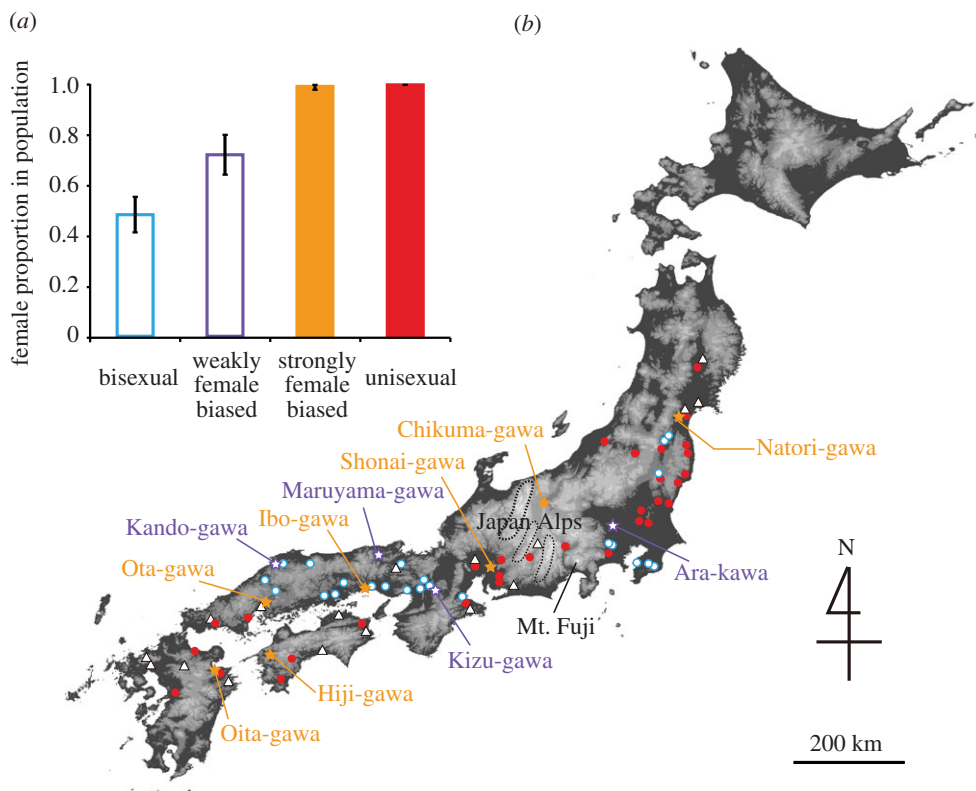 (a)
female proportion in population
1.0
0.8
0.6
0.4
0.2
0
bisexual
weakly
female
biased
strongly
female
biased
unisexual
(b)
Chikuma-gawa
Shonai-gawa
Maruyama-gawa
Ibo-gawa
Kando-gawa
Ota-gawa
Natori-gawa
Japan Alps
Ara-kawa
Mt. Fuji
Kizu-gawa
Hiji-gawa
Oita-gawa
N
200 km